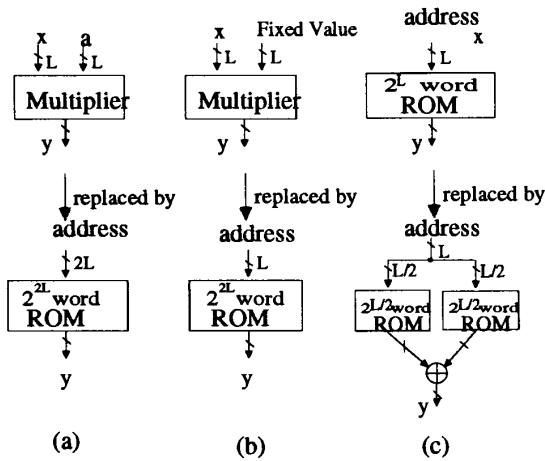 x a
L L
Multiplier
y
replaced by
address
2L
2^2L word
ROM
y
(a)
x Fixed Value
L L
Multiplier
y
replaced by
address
L
2^2L word
ROM
y
(b)
address
x
L
2^L word
ROM
y
replaced by
address
L
L/2 L/2
2^L/2 word 2^L/2 word
ROM ROM
y
(c)